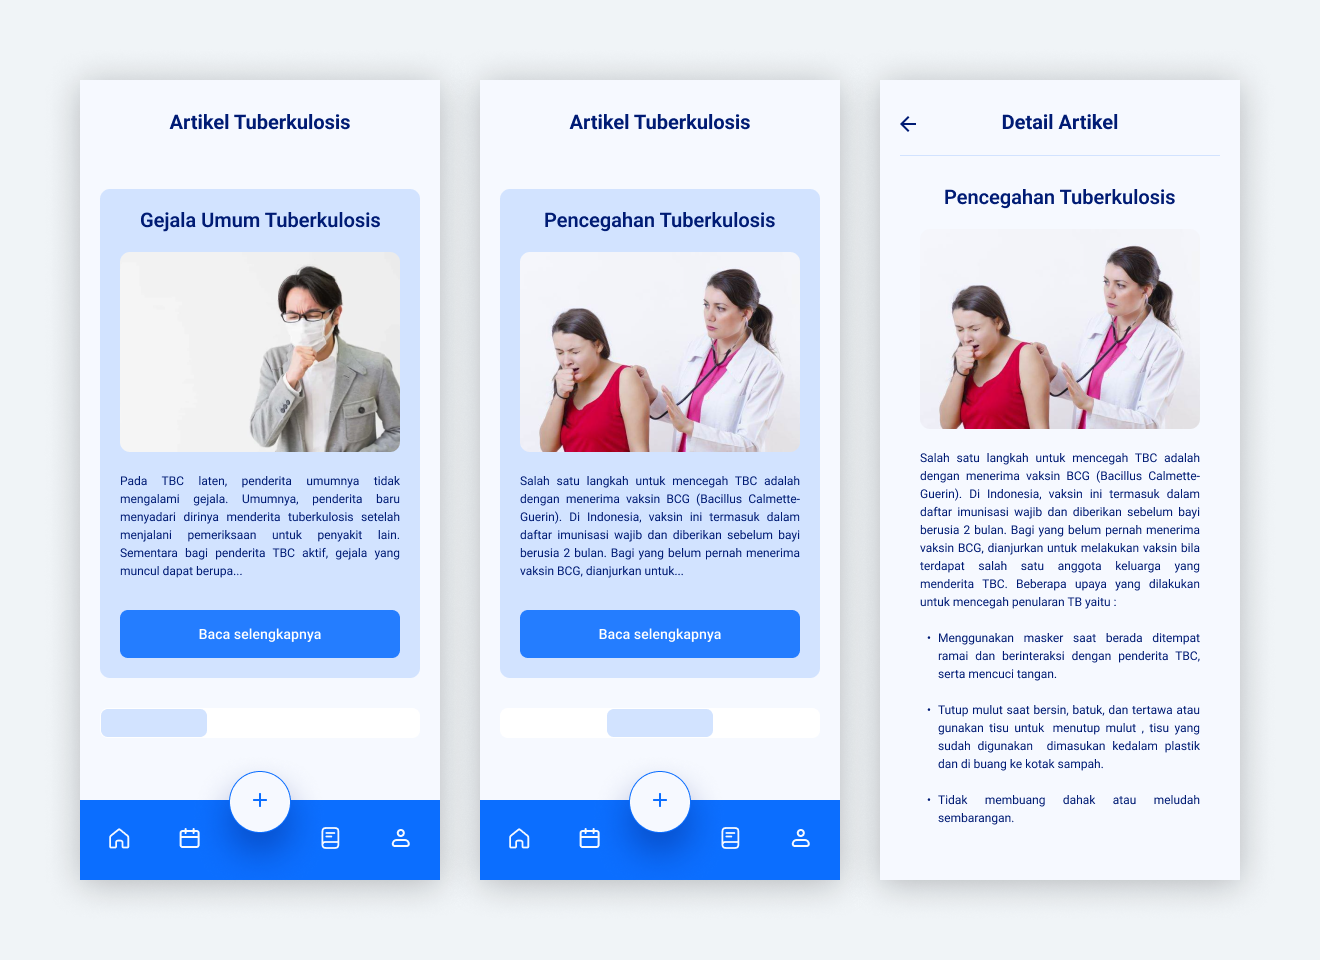 Artikel Tuberkulosis
Gejala Umum Tuberkulosis
Pada TBC laten, penderita umumnya tidak
mengalami gejala. Umumnya, penderita baru
menyadari dirinya menderita tuberkulosis setelah
menjalani pemeriksaan untuk penyakit lain.
Sementara bagi penderita TBC aktif, gejala yang
muncul dapat berupa...
Baca selengkapnya
+
Artikel Tuberkulosis
Pencegahan Tuberkulosis
Salah satu langkah untuk mencegah TBC adalah
dengan menerima vaksin BCG (Bacillus Calmette-
Guerin). Di Indonesia, vaksin ini termasuk dalam
daftar imunisasi wajib dan diberikan sebelum bayi
berusia 2 bulan. Bagi yang belum pernah menerima
vaksin BCG, dianjurkan untuk...
Baca selengkapnya
+
Detail Artikel
Pencegahan Tuberkulosis
Salah satu langkah untuk mencegah TBC adalah
dengan menerima vaksin BCG (Bacillus Calmette-
Guerin). Di Indonesia, vaksin ini termasuk dalam
daftar imunisasi wajib dan diberikan sebelum bayi
berusia 2 bulan. Bagi yang belum pernah menerima
vaksin BCG, dianjurkan untuk melakukan vaksin bila
terdapat salah satu anggota keluarga yang
menderita TBC. Beberapa upaya yang dilakukan
untuk mencegah penularan TB yaitu :
• Menggunakan masker saat berada ditempat
ramai dan berinteraksi dengan penderita TBC,
serta mencuci tangan.
• Tutup mulut saat bersin, batuk, dan tertawa atau
gunakan tisu untuk menutup mulut , tisu yang
sudah digunakan dimasukan kedalam plastik
dan di buang ke kotak sampah.
• Tidak membuang dahak atau meludah
sembarangan.